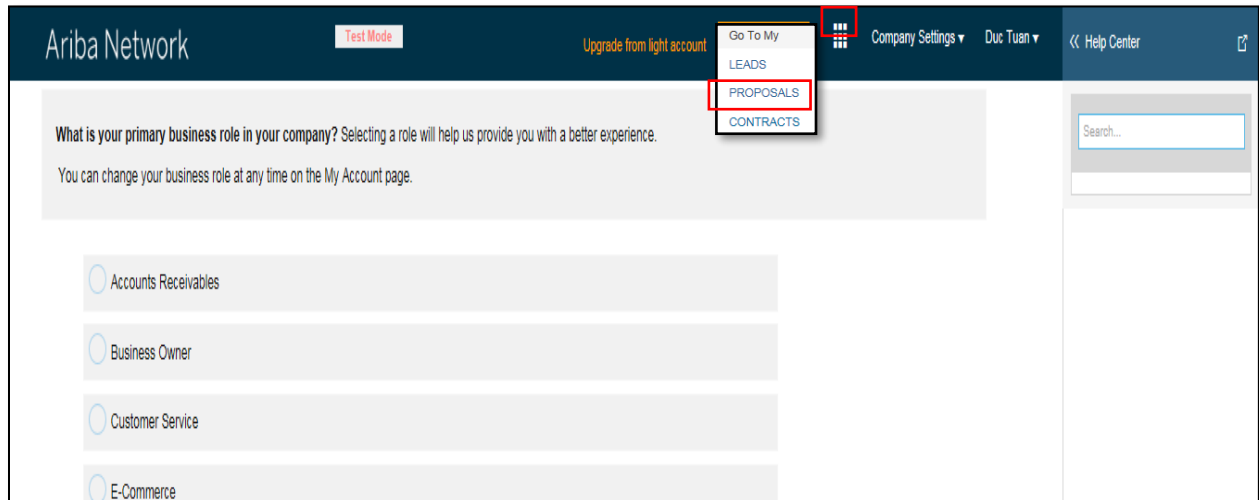 Ariba Network
Test Mode
Upgrade from light account
Go To My
LEADS
PROPOSALS
CONTRACTS
Company Settings ▾
Duc Tuan ▾
« Help Center
Search...
What is your primary business role in your company? Selecting a role will help us provide you with a better experience.
You can change your business role at any time on the My Account page.
Accounts Receivables
Business Owner
Customer Service
E-Commerce